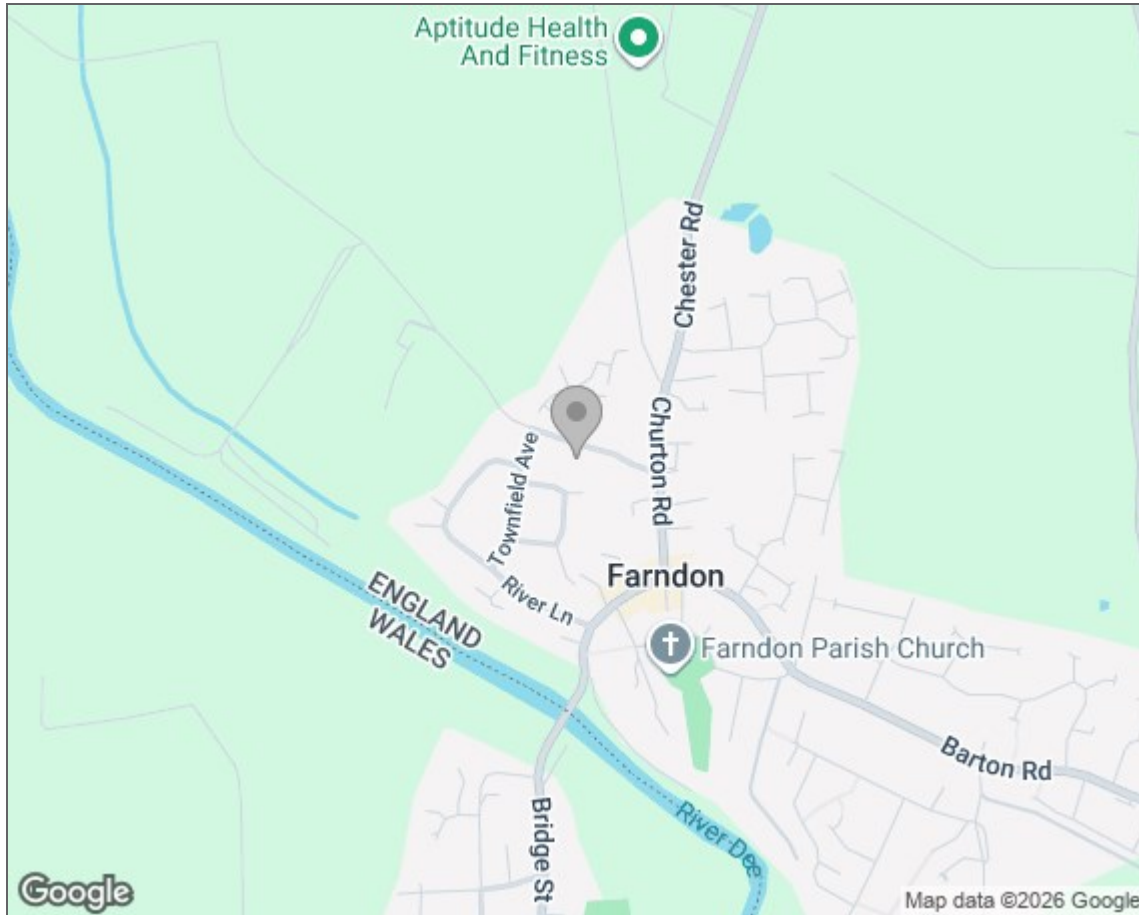 Aptitude Health
And Fitness
Chester Rd
Churton Rd
Townfield Ave
River Ln
Farndon
ENGLAND
WALES
Farndon Parish Church
Barton Rd
Bridge St
River Dee
Google
Map data ©2026 Google